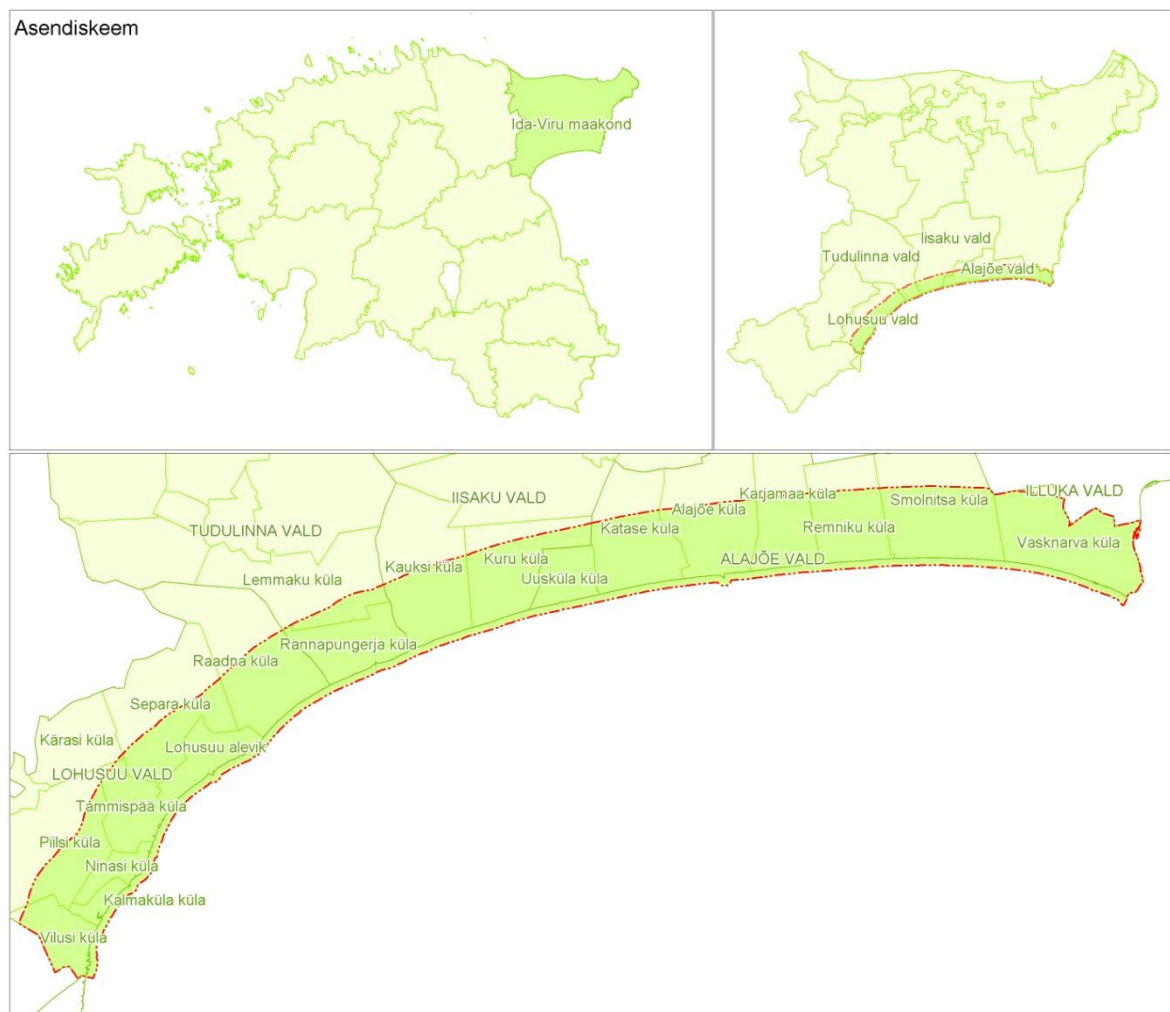 Asendiskeem
Ida-Viru maakond
Iisaku vald
Tudulinna vald
Alajõe vald
Lohusuu vald
IISAKU VALD
Karjamaa küla
Smolnitsa küla
ILLUKA VALD
Alajõe küla
TUDULINNA VALD
Katase küla
Remniku küla
Vasknarva küla
Kuru küla
ALAJÕE VALD
Kauksi küla
Lemmaku küla
Uusküla küla
Rannapungerja küla
Raadna küla
Separa küla
Kärasi küla
Lohusuu alevik
LOHUSUU VALD
Tammispää küla
Piilsi küla
Ninasi küla
Kalmaküla küla
Vilusi küla